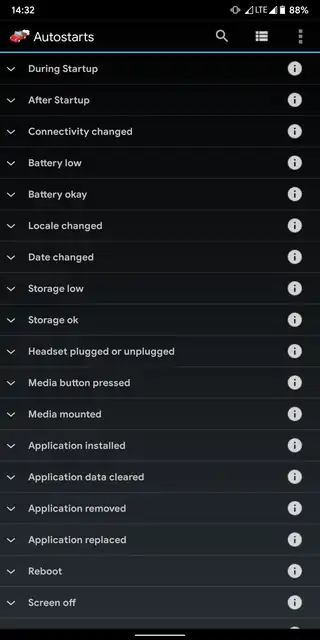 14:32 LTE 88%
Autostarts
During Startup
After Startup
Connectivity changed
Battery low
Battery okay
Locale changed
Date changed
Storage low
Storage ok
Headset plugged or unplugged
Media button pressed
Media mounted
Application installed
Application data cleared
Application removed
Application replaced
Reboot
Screen off